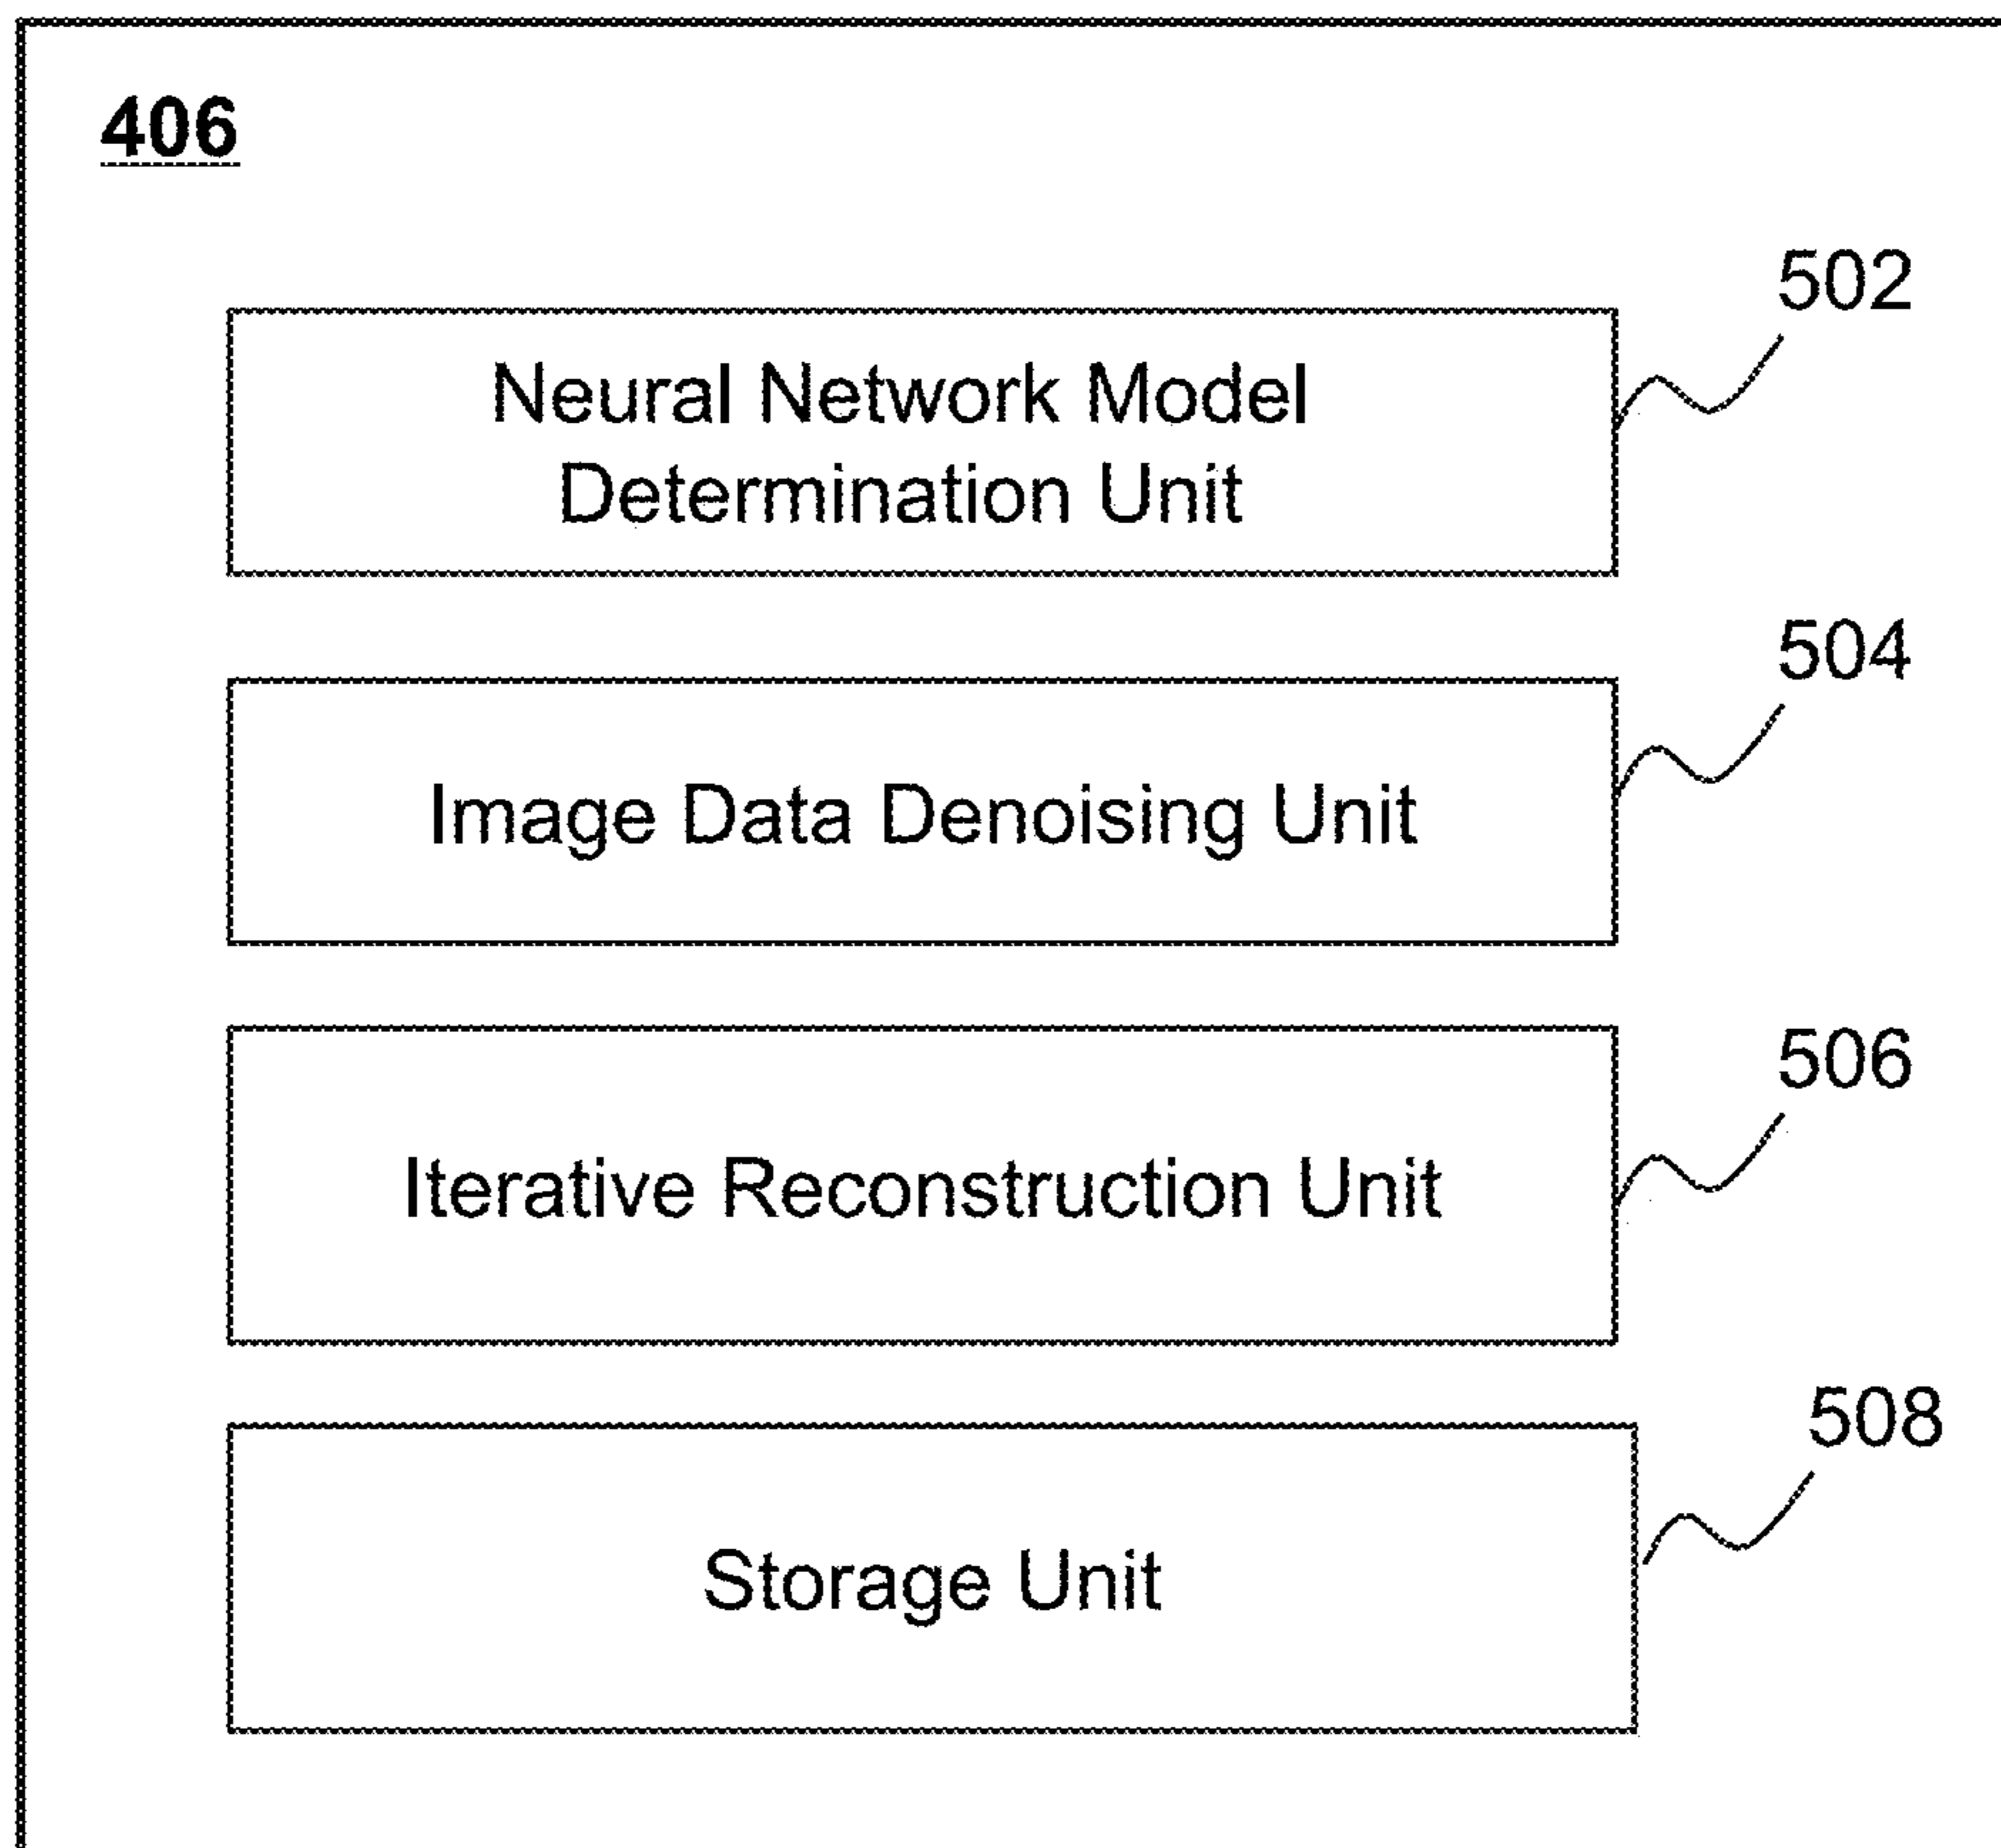 406
502
Neural Network Model
Determination Unit
504
Image Data Denoising Unit
506
Iterative Reconstruction Unit
508
Storage Unit